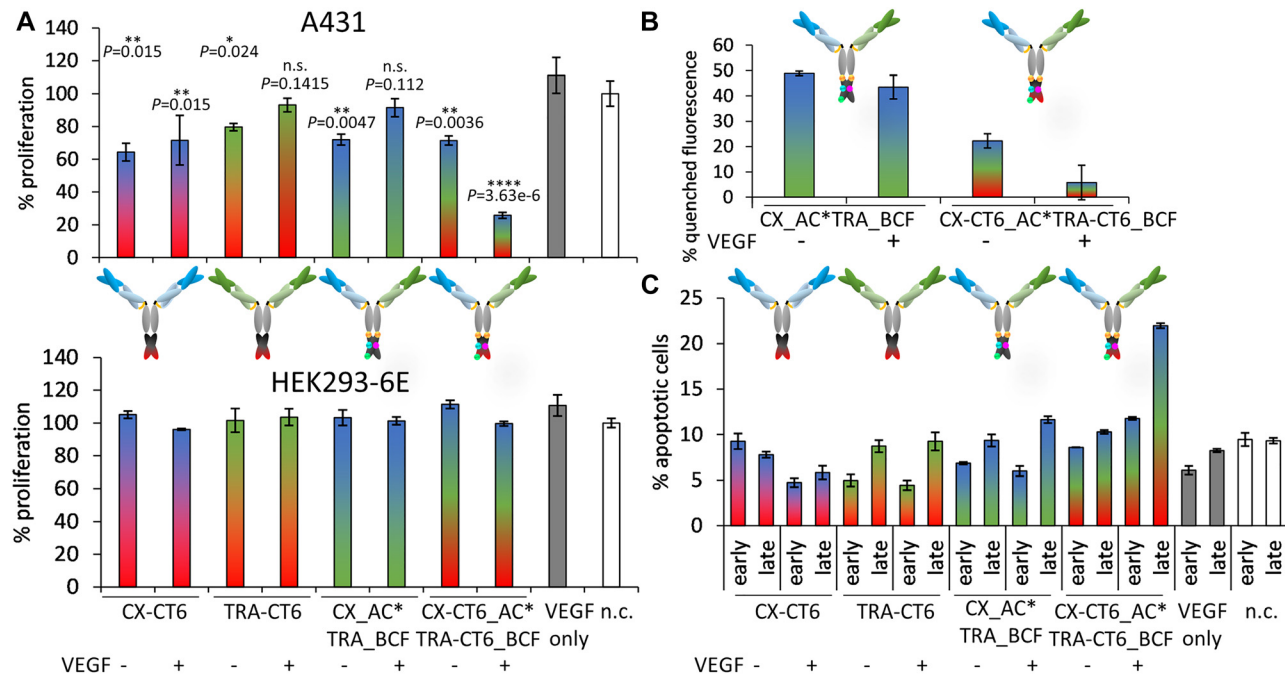 A
A431
% proliferation
140
120
100
80
60
40
20
0
**
P=0.015
**
P=0.015
*
P=0.024
n.s.
P=0.1415
**
P=0.0047
n.s.
P=0.112
**
P=0.0036
****
P=3.63e-6
HEK293-6E
% proliferation
140
120
100
80
60
40
20
0
CX-CT6
TRA-CT6
CX_AC*
TRA_BCF
CX-CT6_AC*
TRA-CT6_BCF
VEGF
only
n.c.
VEGF - + - + - + - +
B
% quenched fluorescence
60
50
40
30
20
10
0
CX_AC*TRA_BCF
CX-CT6_AC*TRA-CT6_BCF
VEGF - + - +
C
% apoptotic cells
25
20
15
10
5
0
early
late
early
late
early
late
early
late
early
late
early
late
early
late
early
late
early
late
early
late
CX-CT6
TRA-CT6
CX_AC*
TRA_BCF
CX-CT6_AC*
TRA-CT6_BCF
VEGF
only
n.c.
VEGF - + - + - + - +